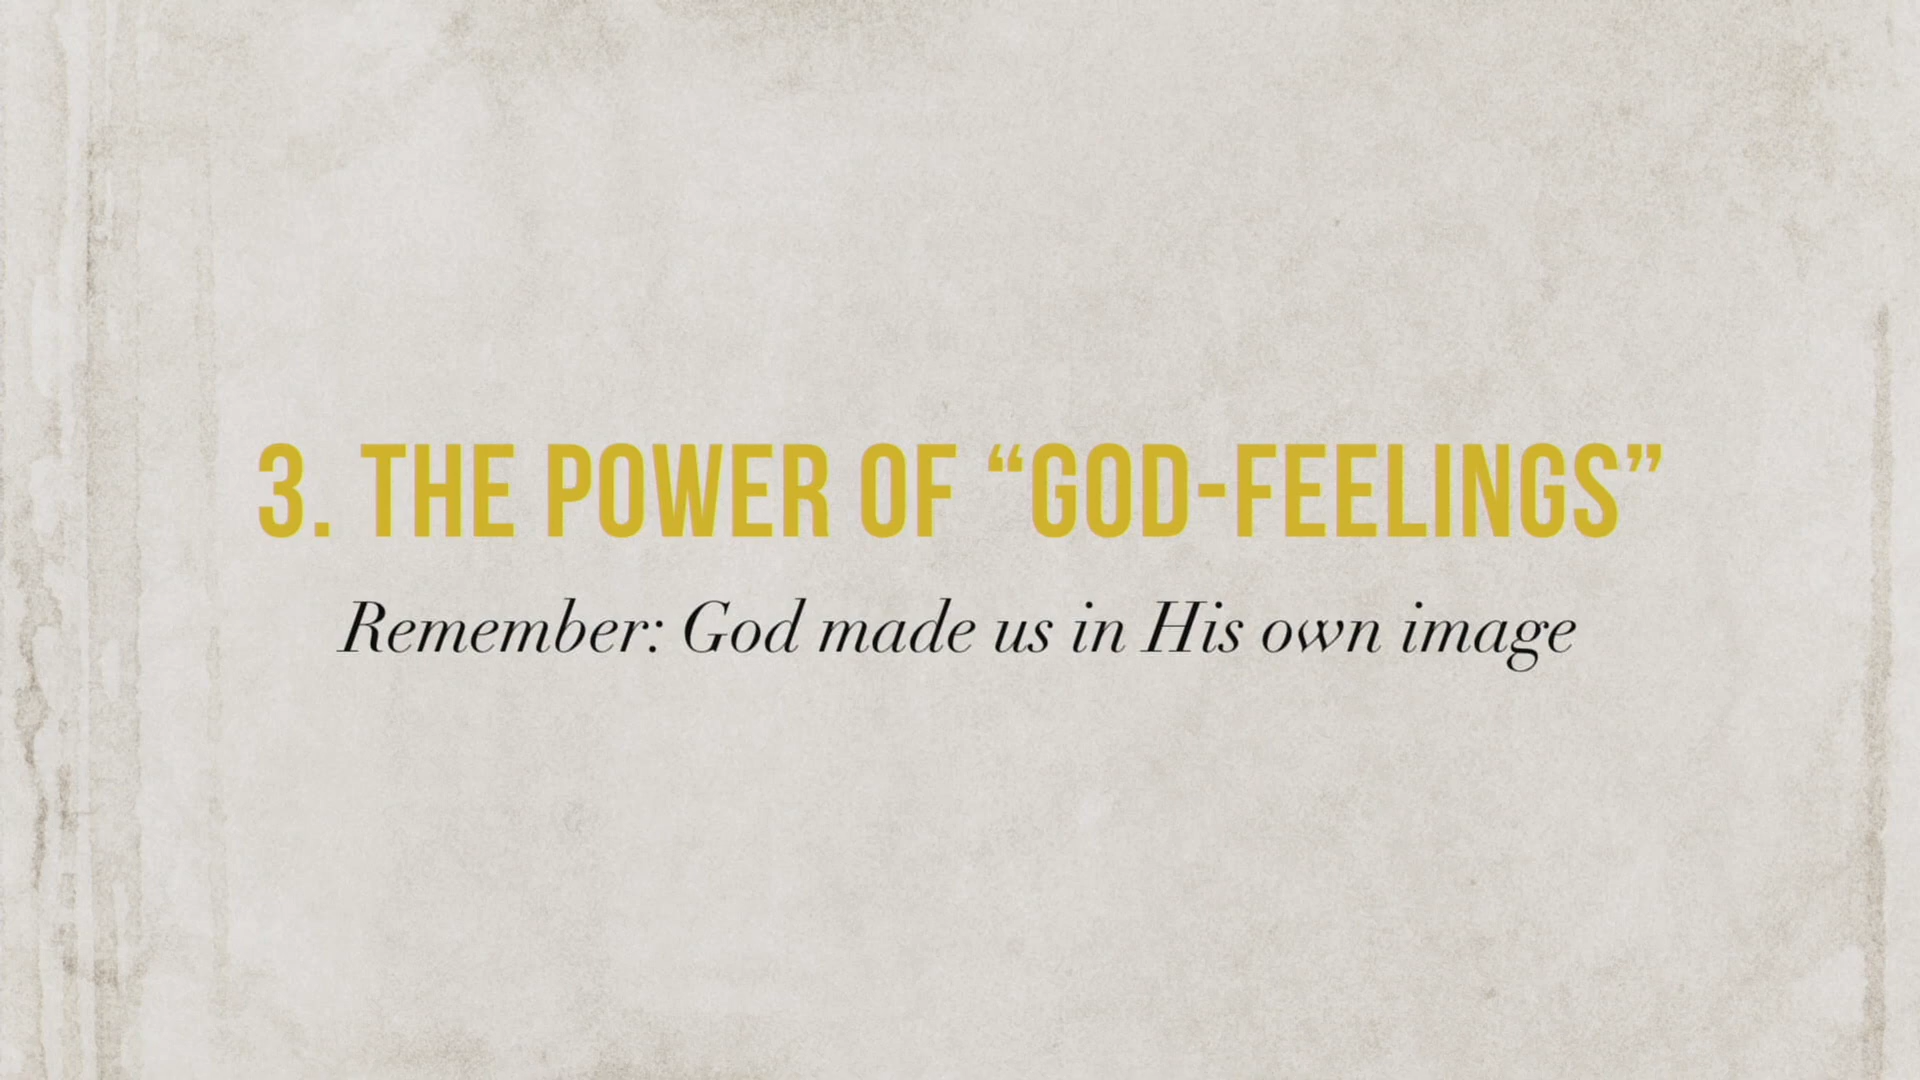 3. THE POWER OF “GOD-FEELINGS”
Remember: God made us in His own image